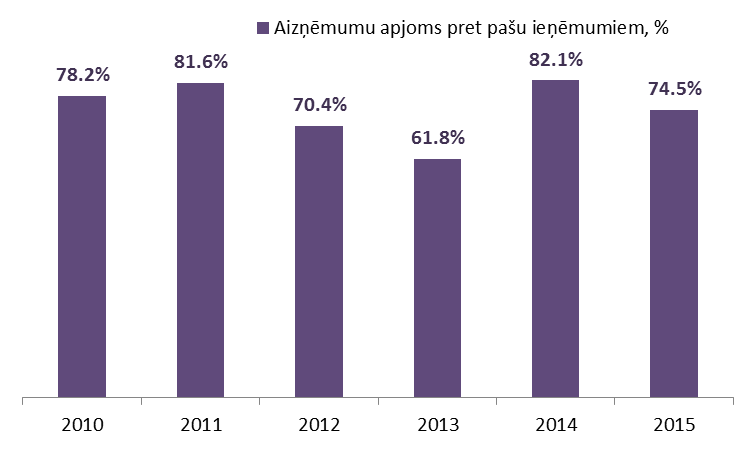 Aizņēmumu apjoms pret pašu ieņēmumiem, %
78.2% 81.6% 70.4% 61.8% 82.1% 74.5%
2010 2011 2012 2013 2014 2015